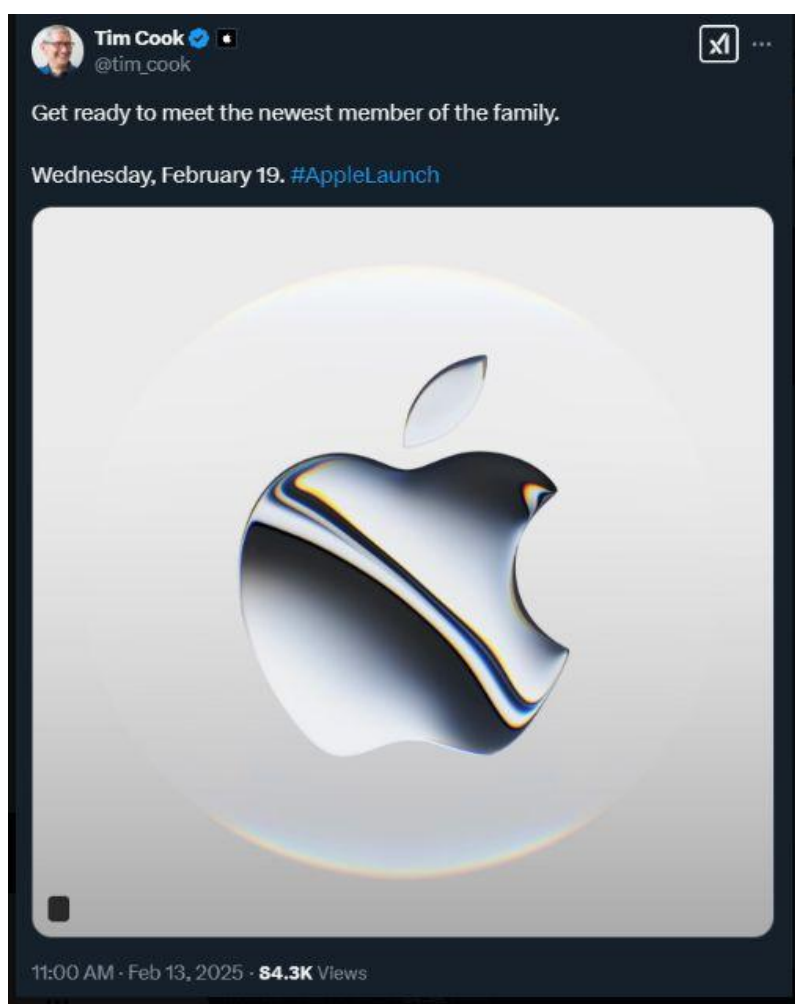 Tim Cook
@tim_cook
Get ready to meet the newest member of the family.
Wednesday, February 19. #AppleLaunch
11:00 AM · Feb 13, 2025 · 84.3K Views